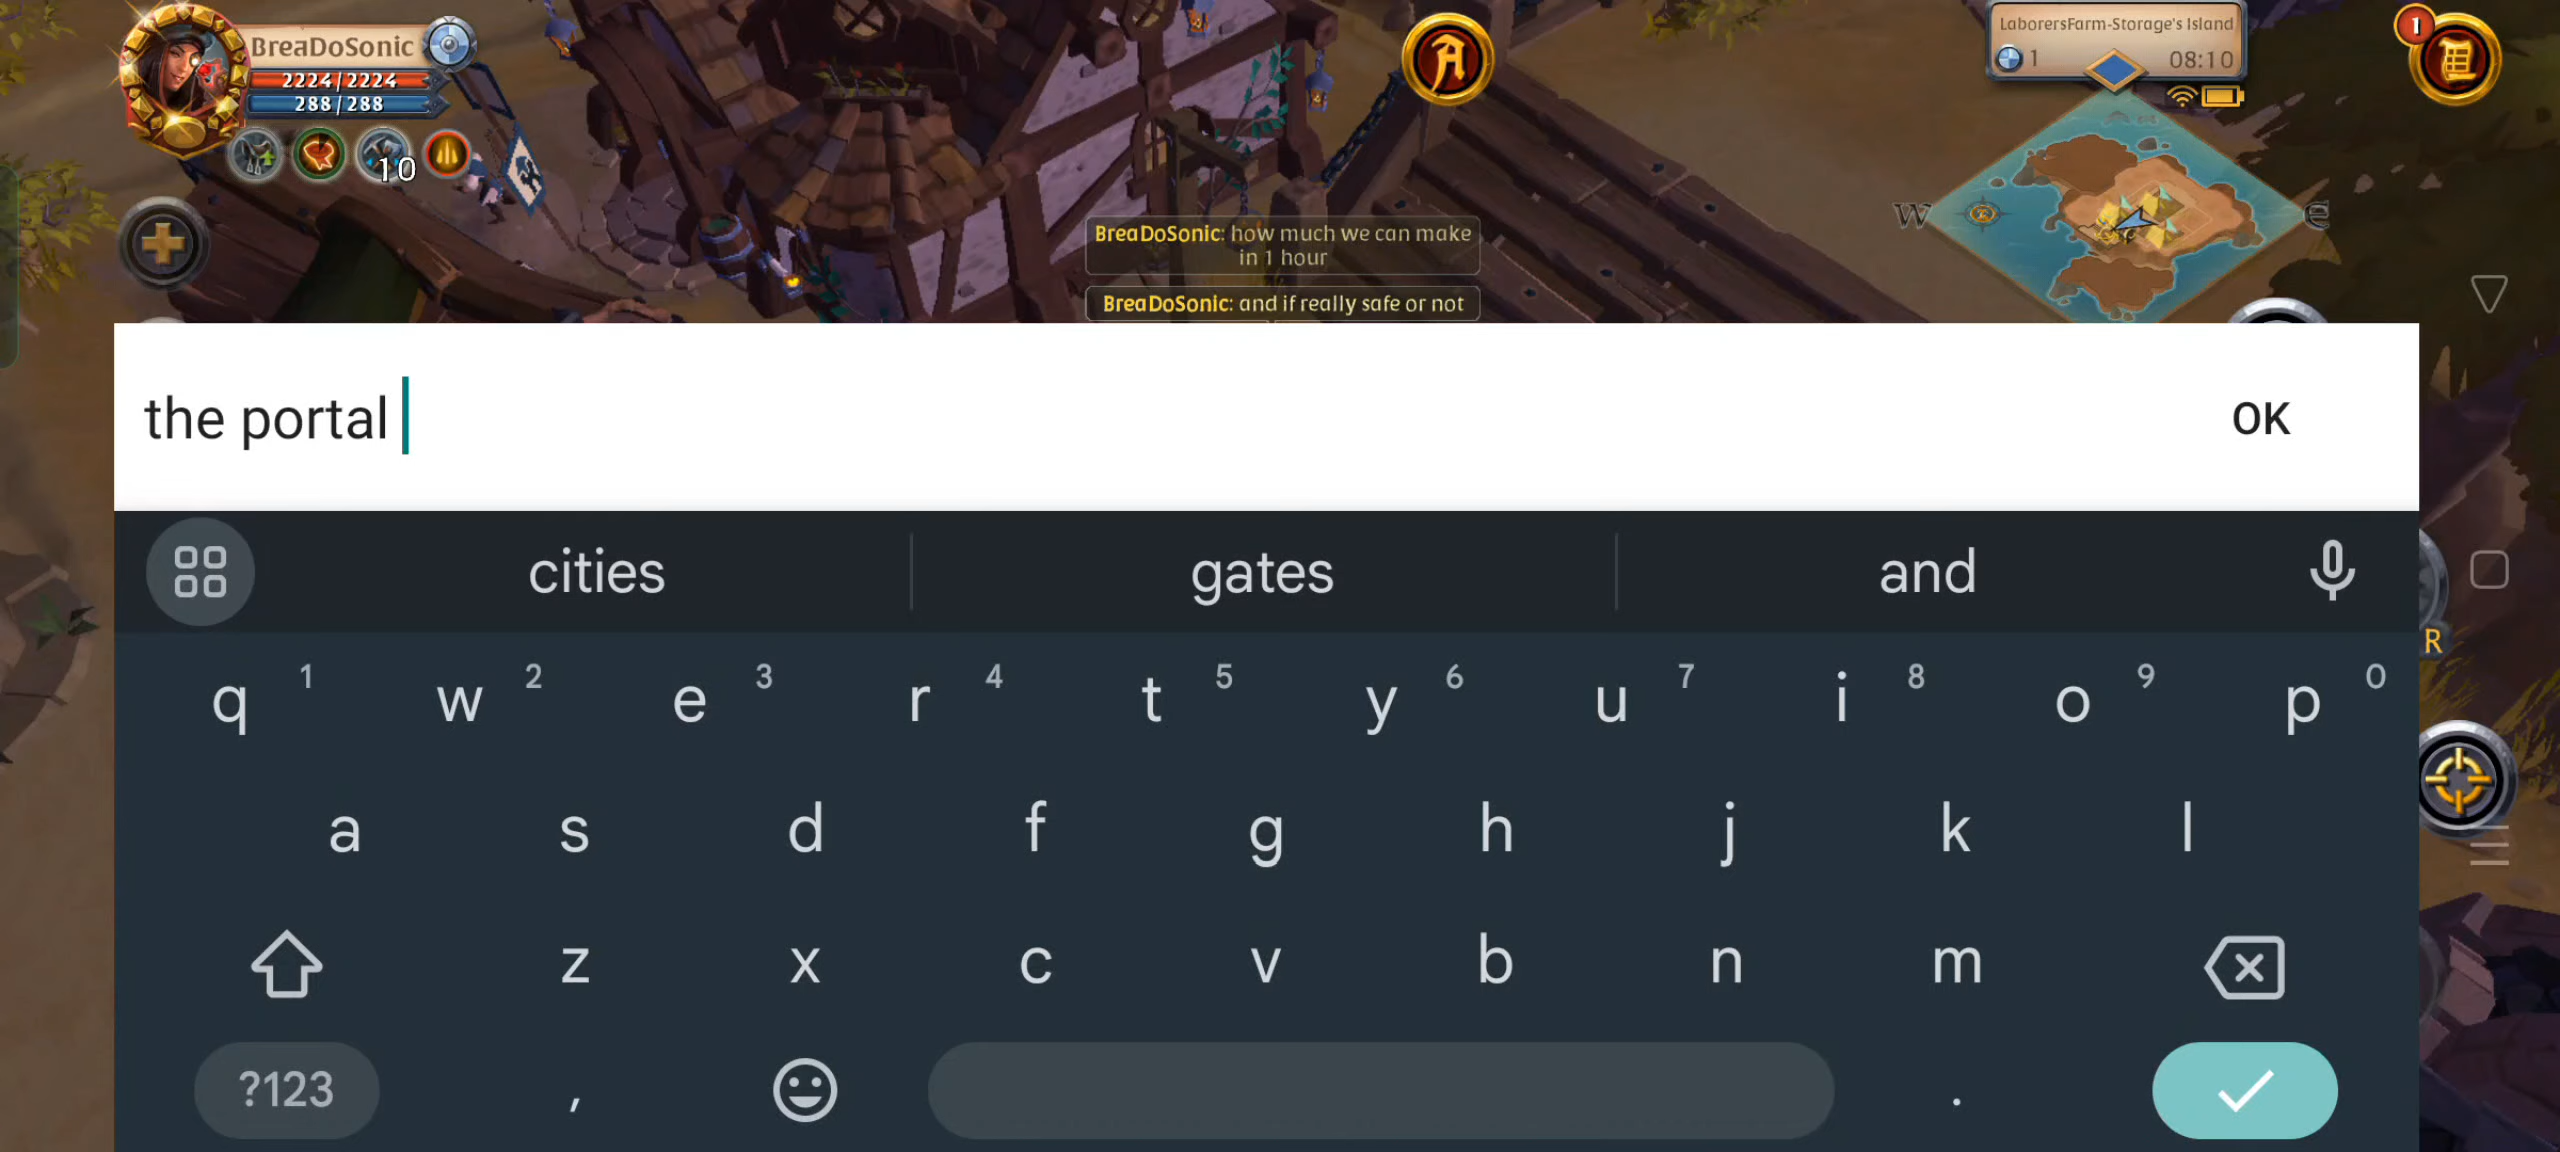 BreaDoSonic
2224/2224
288/288
10
LaborersFarm-Storage's Island
1
08:10
1
W
E
BreaDoSonic: how much we can make
in 1 hour
BreaDoSonic: and if really safe or not
the portal
OK
cities gates and
R
q 1 w 2 e 3 r 4 t 5 y 6 u 7 i 8 o 9 p 0
a s d f g h j k l
z x c v b n m
?123 , .